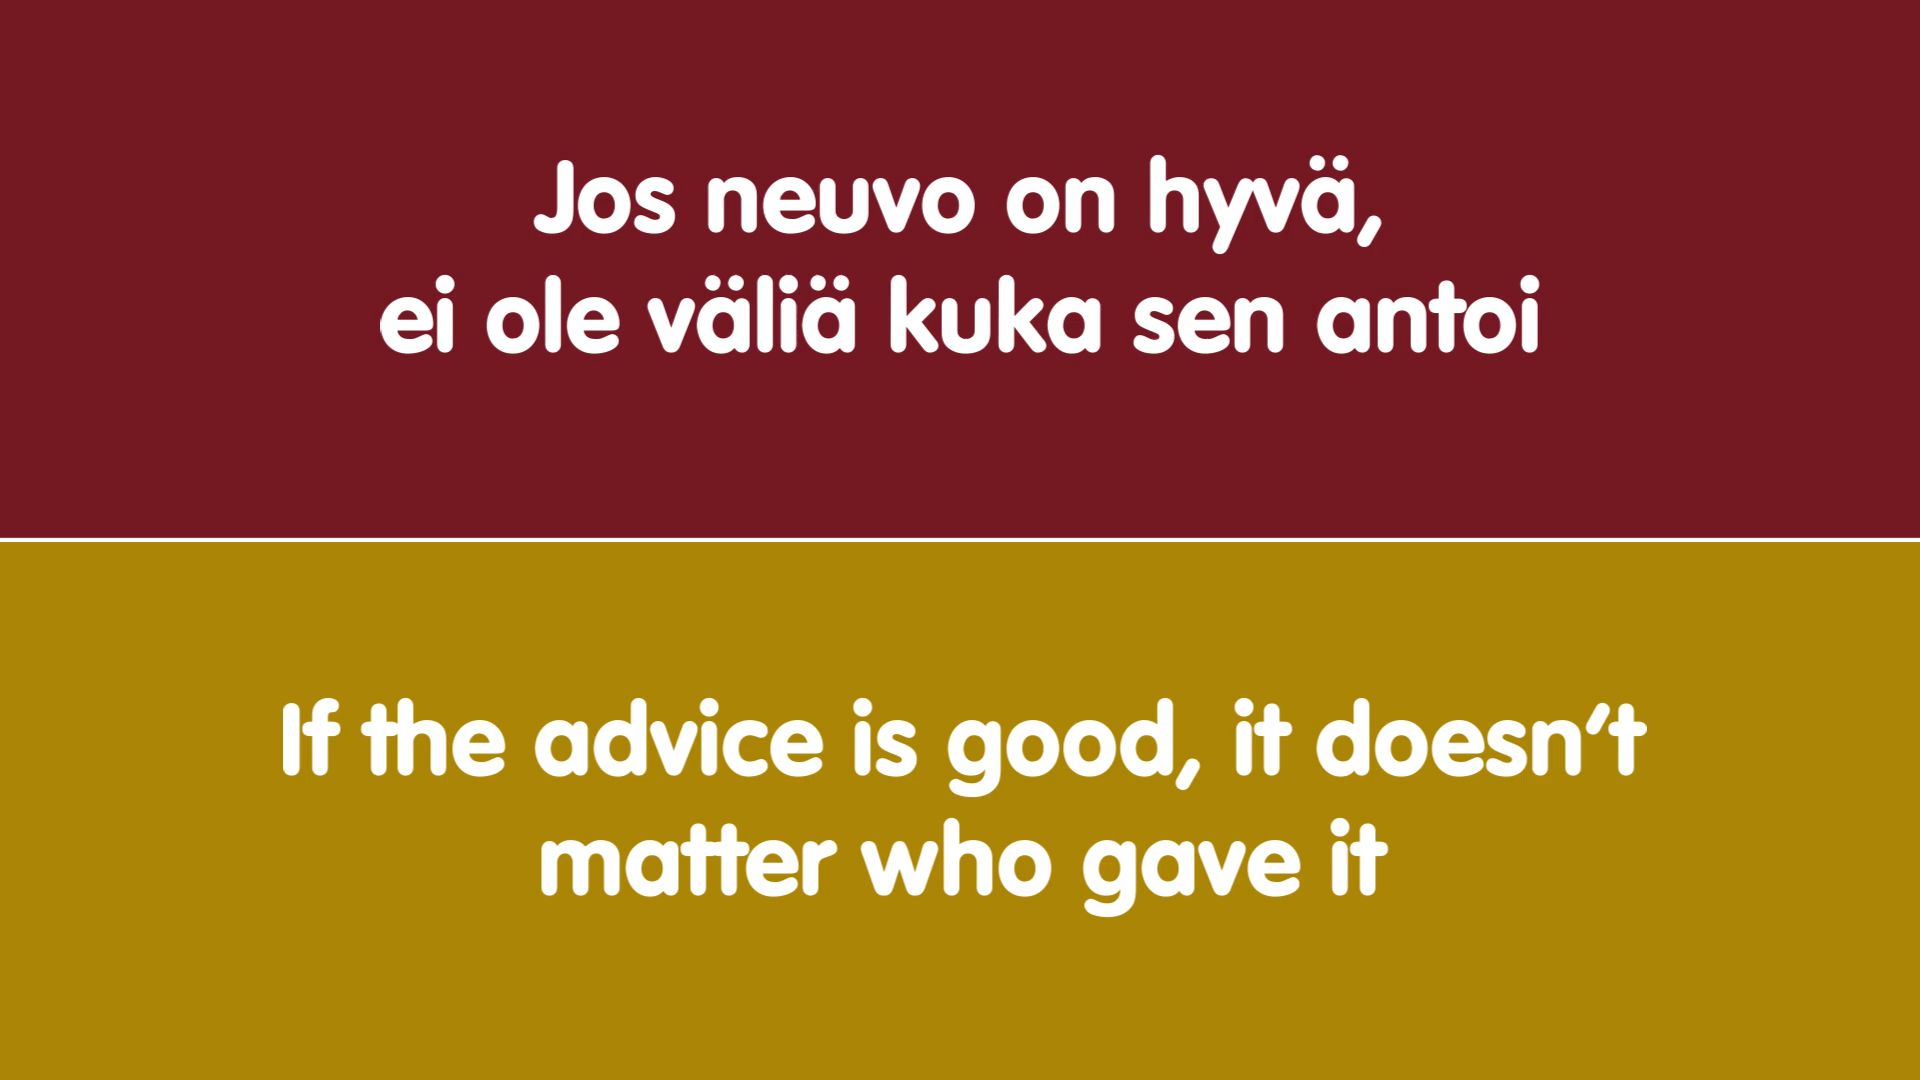 Jos neuvo on hyvä,
ei ole väliä kuka sen antoi
If the advice is good, it doesn't
matter who gave it